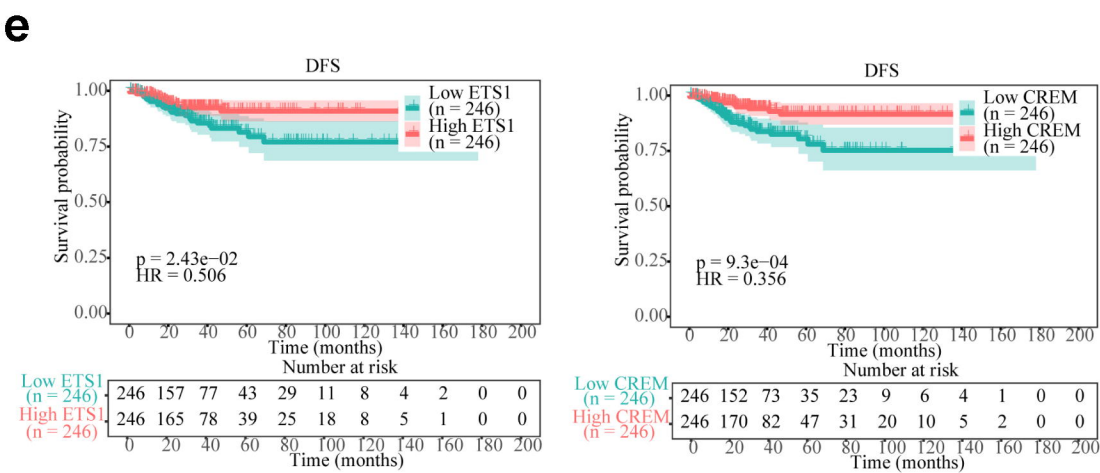 e
DFS
Survival probability
1.00
0.75
0.50
0.25
0.00
Low ETS1
(n = 246)
High ETS1
(n = 246)
p = 2.43e−02
HR = 0.506
0 20 40 60 80 100 120 140 160 180 200
Time (months)
Number at risk
Low ETS1
(n = 246)
246 157 77 43 29 11 8 4 2 0 0
High ETS1
(n = 246)
246 165 78 39 25 18 8 5 1 0 0
0 20 40 60 80 100 120 140 160 180 200
Time (months)
DFS
Survival probability
1.00
0.75
0.50
0.25
0.00
Low CREM
(n = 246)
High CREM
(n = 246)
p = 9.3e−04
HR = 0.356
0 20 40 60 80 100 120 140 160 180 200
Time (months)
Number at risk
Low CREM
(n = 246)
246 152 73 35 23 9 6 4 1 0 0
High CREM
(n = 246)
246 170 82 47 31 20 10 5 2 0 0
0 20 40 60 80 100 120 140 160 180 200
Time (months)